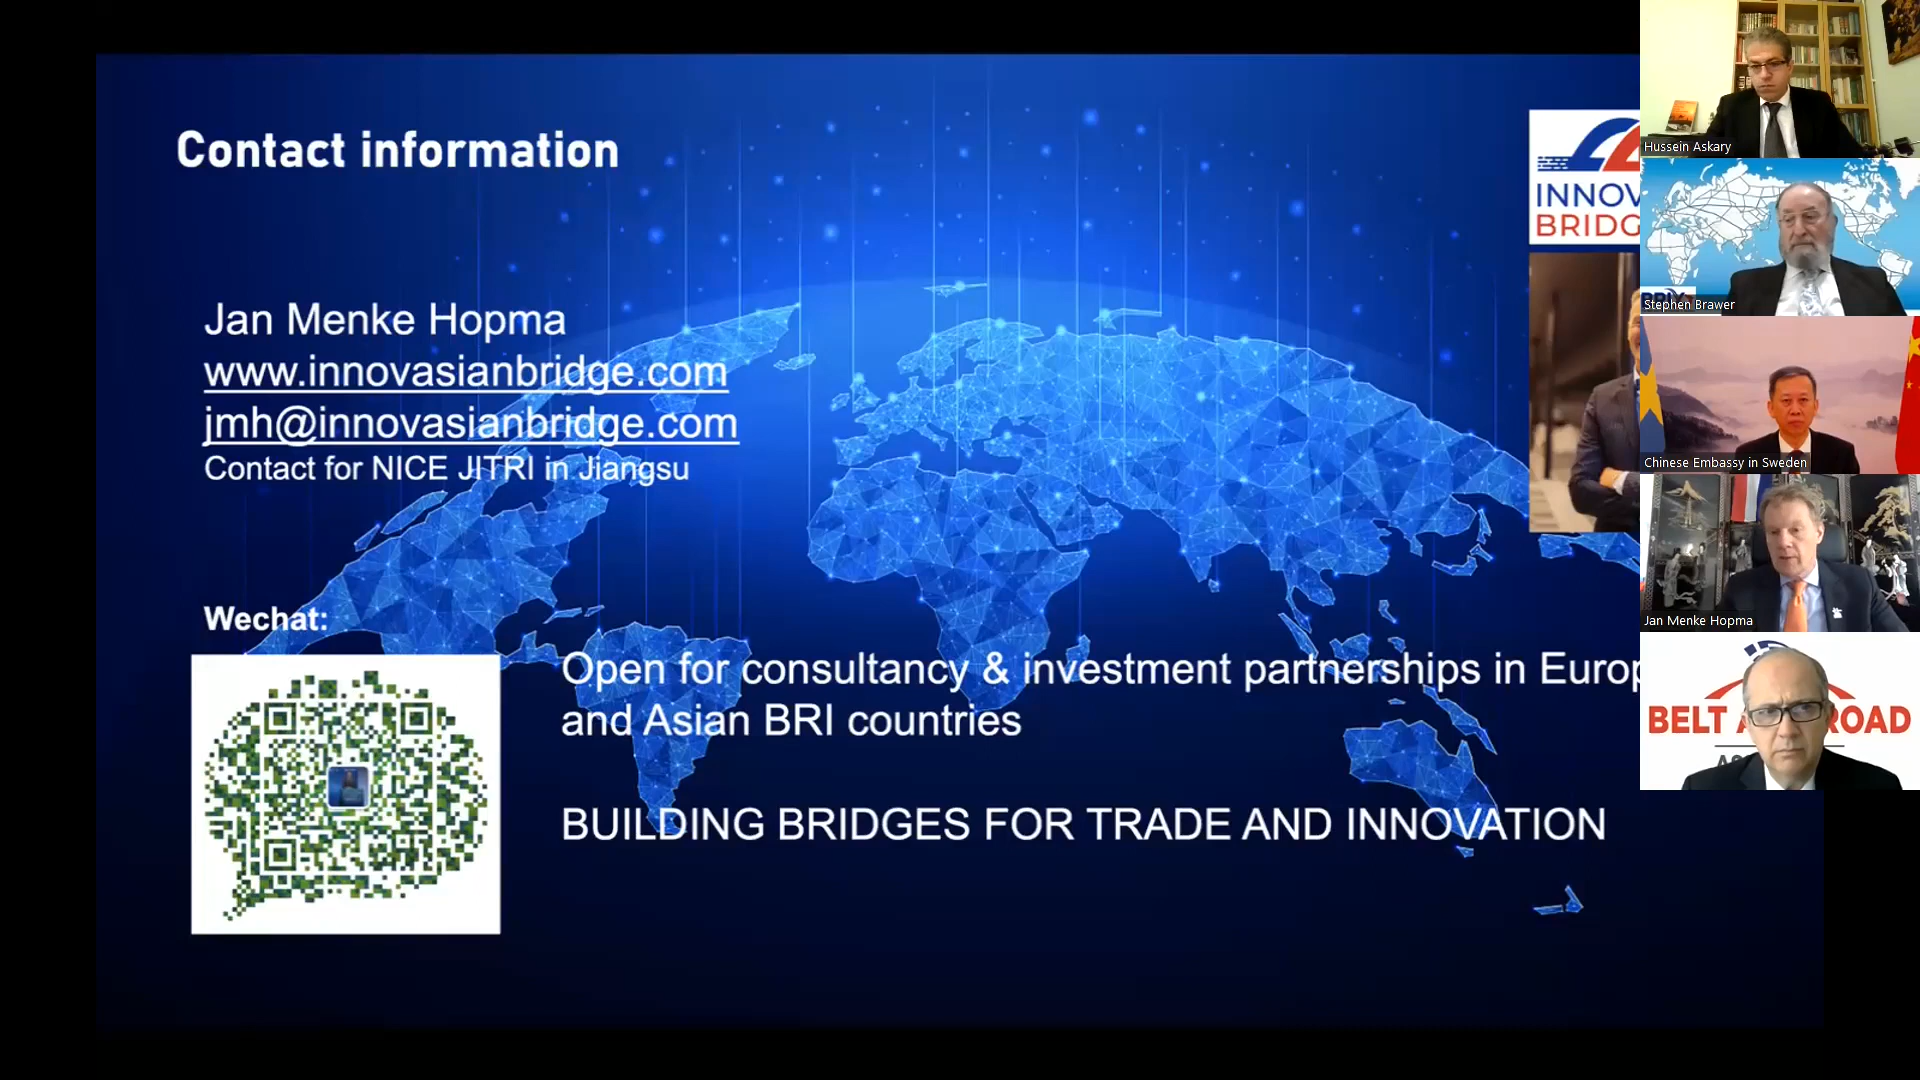 Contact information
INNOV
BRIDG
Jan Menke Hopma
www.innovasianbridge.com
jmh@innovasianbridge.com
Contact for NICE JITRI in Jiangsu
Wechat:
Open for consultancy & investment partnerships in Europ
and Asian BRI countries
BUILDING BRIDGES FOR TRADE AND INNOVATION
Hussein Askary
Stephen Brawer
Chinese Embassy in Sweden
Jan Menke Hopma
BELT A ROAD